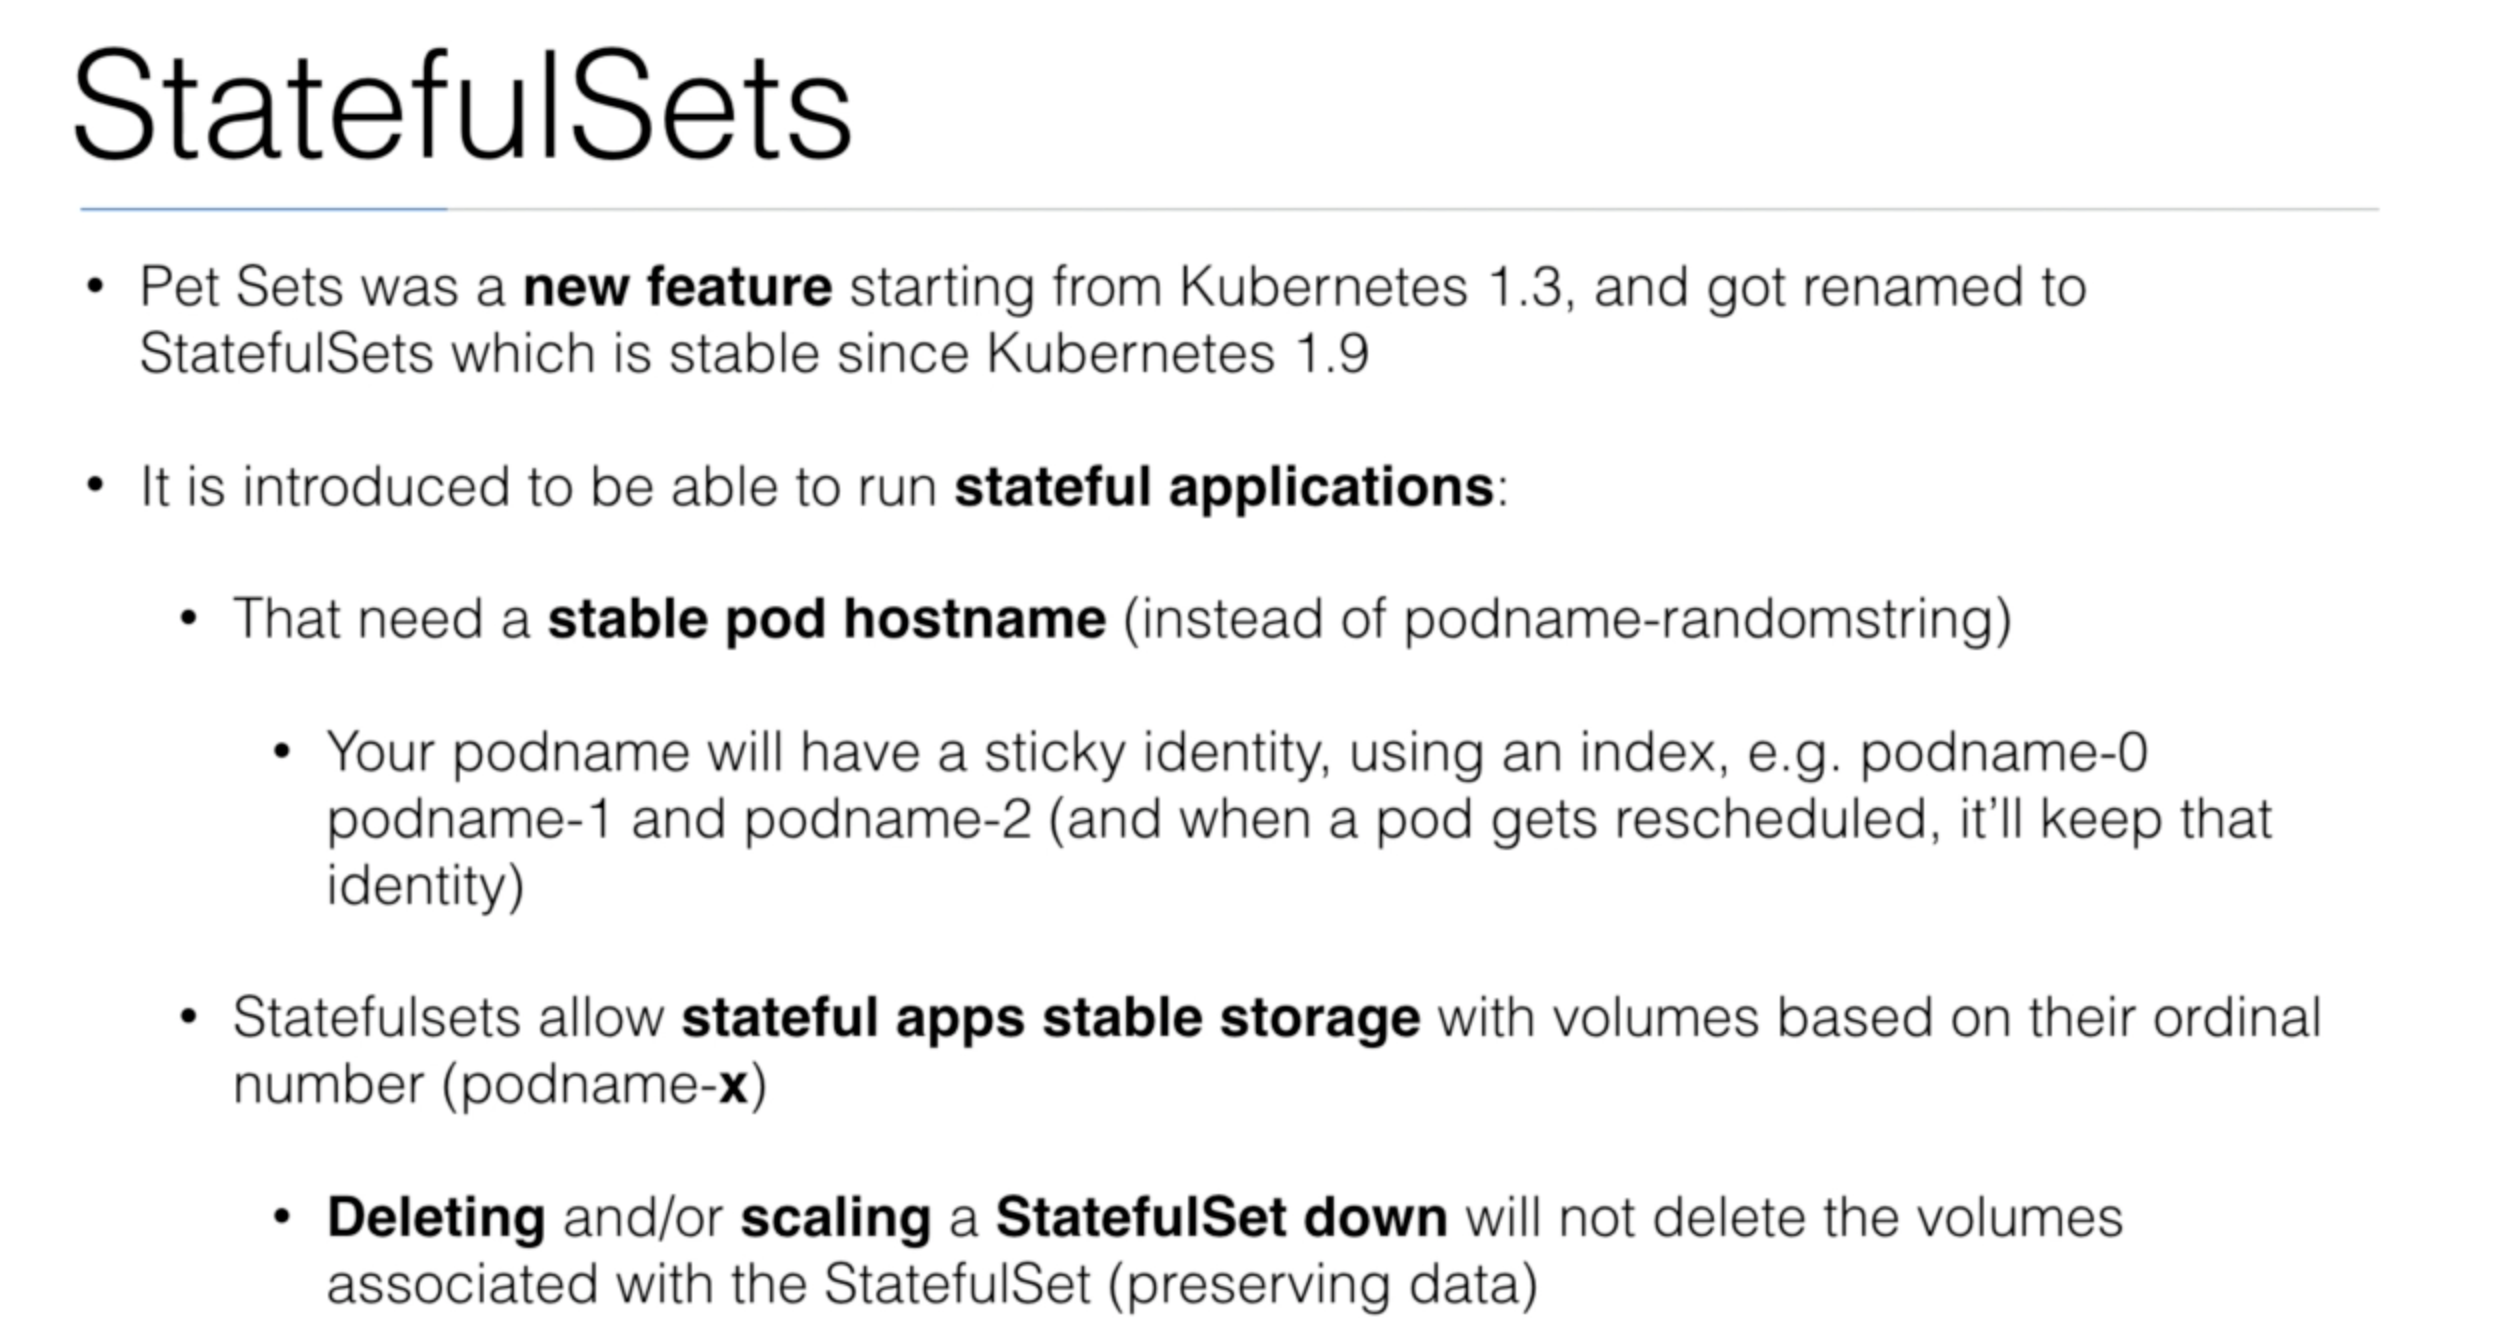 StatefulSets
• Pet Sets was a new feature starting from Kubernetes 1.3, and got renamed to
StatefulSets which is stable since Kubernetes 1.9
• It is introduced to be able to run stateful applications:
• That need a stable pod hostname (instead of podname-randomstring)
• Your podname will have a sticky identity, using an index, e.g. podname-0
podname-1 and podname-2 (and when a pod gets rescheduled, it’ll keep that
identity)
• Statefulsets allow stateful apps stable storage with volumes based on their ordinal
number (podname-x)
• Deleting and/or scaling a StatefulSet down will not delete the volumes
associated with the StatefulSet (preserving data)